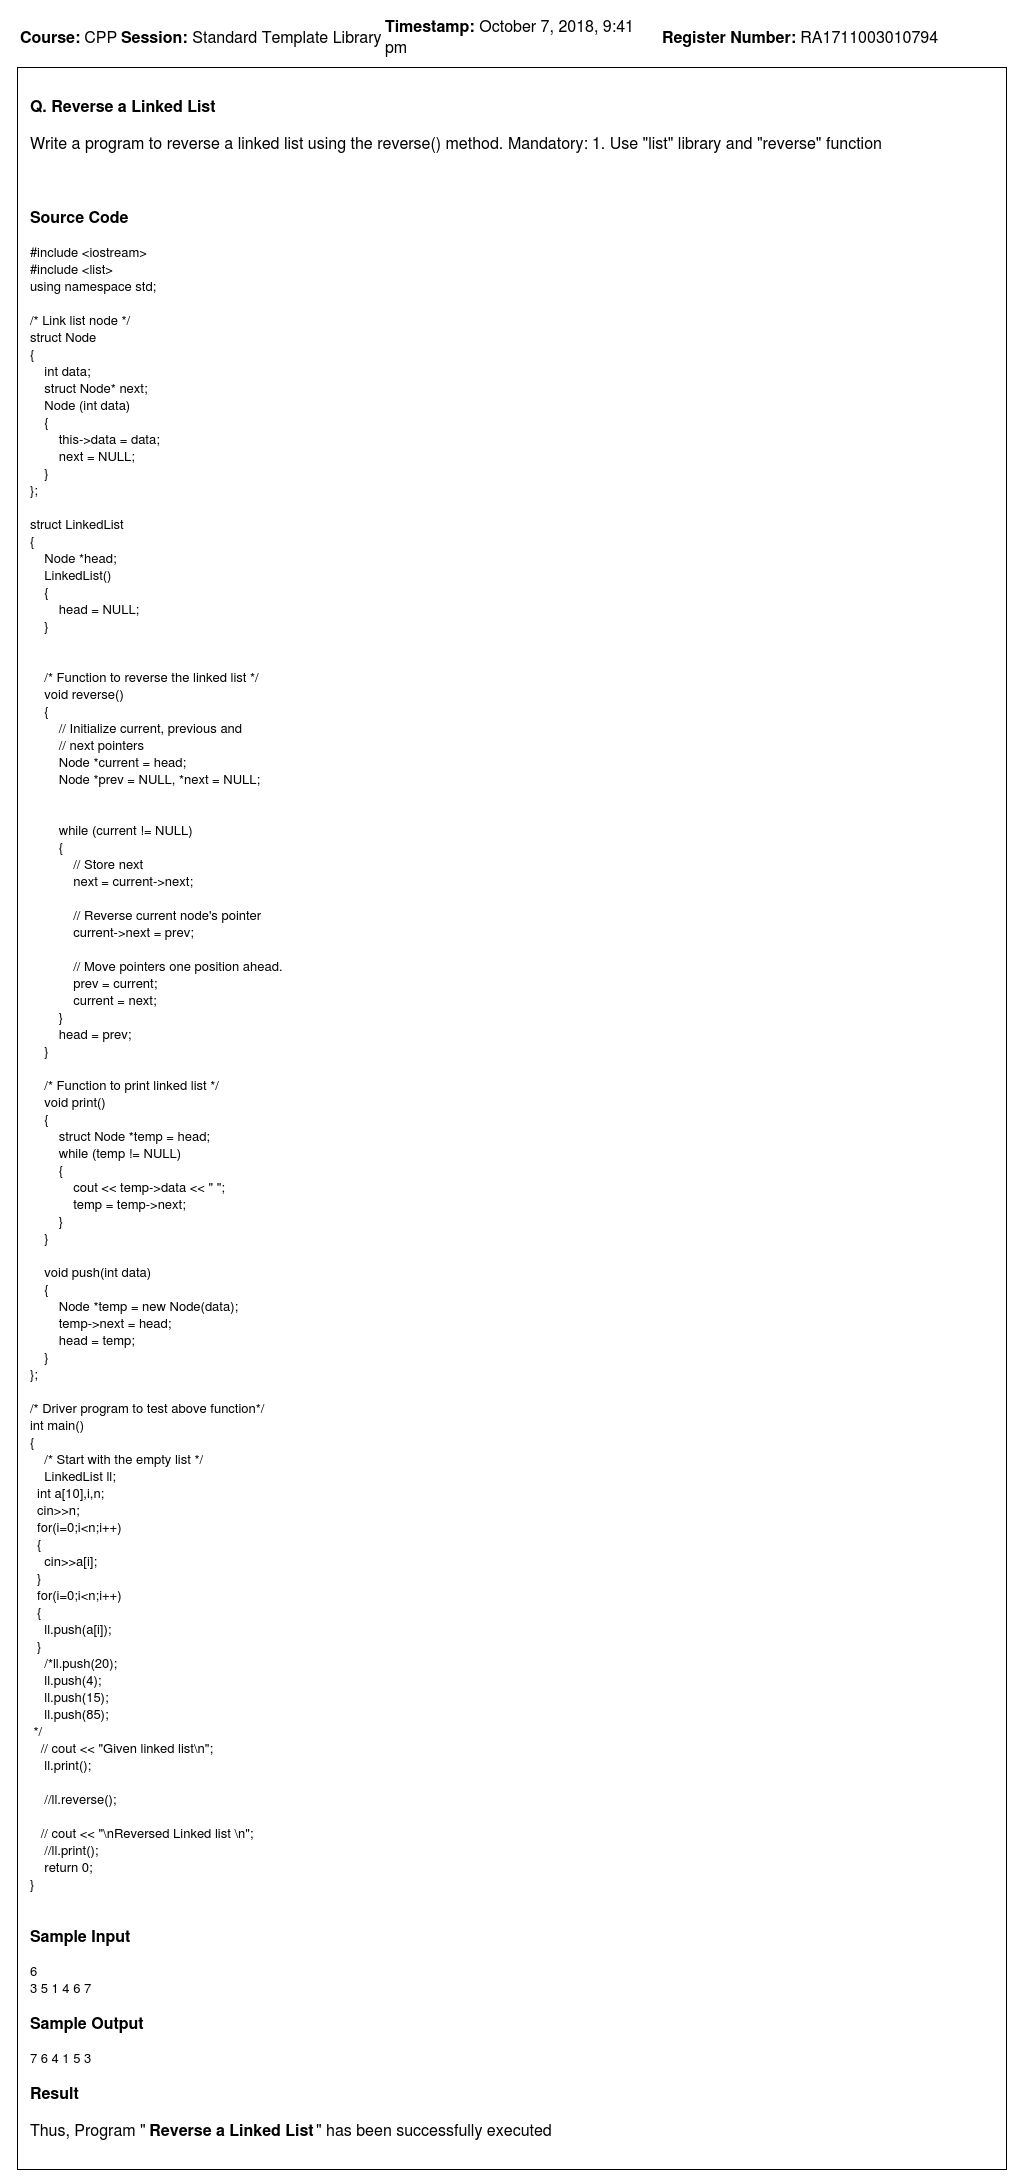 Course: CPP Session: Standard Template Library Timestamp: October 7, 2018, 9:41 pm Register Number: RA1711003010794
Q. Reverse a Linked List
Write a program to reverse a linked list using the reverse() method. Mandatory: 1. Use "list" library and "reverse" function
Source Code
#include <iostream>
#include <list>
using namespace std;
/* Link list node */
struct Node
{
int data;
struct Node* next;
Node (int data)
{
this->data = data;
next = NULL;
}
};
struct LinkedList
{
Node *head;
LinkedList()
{
head = NULL;
}
/* Function to reverse the linked list */
void reverse()
{
// Initialize current, previous and
// next pointers
Node *current = head;
Node *prev = NULL, *next = NULL;
while (current != NULL)
{
// Store next
next = current->next;
// Reverse current node's pointer
current->next = prev;
// Move pointers one position ahead.
prev = current;
current = next;
}
head = prev;
}
/* Function to print linked list */
void print()
{
struct Node *temp = head;
while (temp != NULL)
{
cout << temp->data << " ";
temp = temp->next;
}
}
void push(int data)
{
Node *temp = new Node(data);
temp->next = head;
head = temp;
}
};
/* Driver program to test above function*/
int main()
{
/* Start with the empty list */
LinkedList ll;
int a[10],i,n;
cin>>n;
for(i=0;i<n;i++)
{
cin>>a[i];
}
for(i=0;i<n;i++)
{
ll.push(a[i]);
}
/*ll.push(20);
ll.push(4);
ll.push(15);
ll.push(85);
*/
// cout << "Given linked list\n";
ll.print();
//ll.reverse();
// cout << "\nReversed Linked list \n";
//ll.print();
return 0;
}
Sample Input
6
3 5 1 4 6 7
Sample Output
7 6 4 1 5 3
Result
Thus, Program " Reverse a Linked List " has been successfully executed